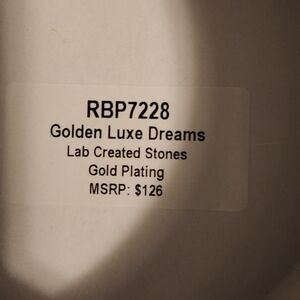 RBP7228
Golden Luxe Dreams
Lab Created Stones
Gold Plating
MSRP: $126